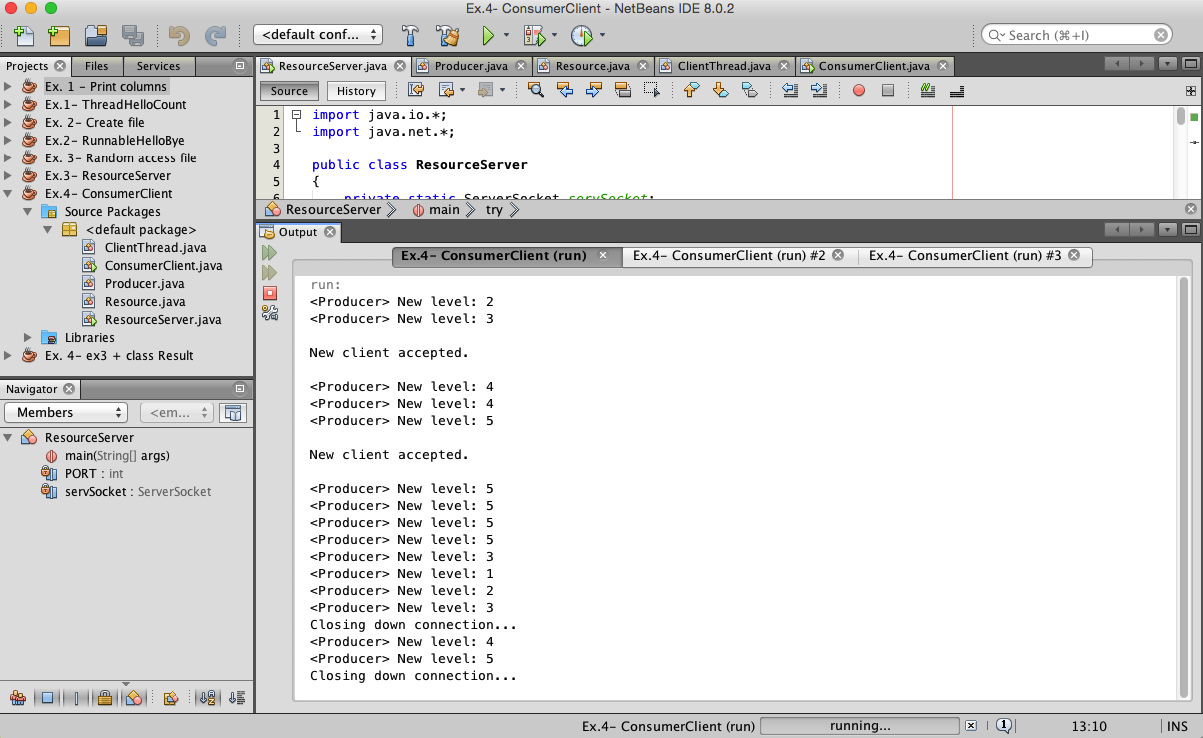 Ex.4- ConsumerClient - NetBeans IDE 8.0.2
<default conf...
Search (⌘+I)
Projects
Files
Services
Ex. 1 - Print columns
Ex.1- ThreadHelloCount
Ex. 2- Create file
Ex.2- RunnableHelloBye
Ex. 3- Random access file
Ex.3- ResourceServer
Ex.4- ConsumerClient
Source Packages
<default package>
ClientThread.java
ConsumerClient.java
Producer.java
Resource.java
ResourceServer.java
Libraries
Ex. 4- ex3 + class Result
Navigator
Members
<em...
ResourceServer
main(String[] args)
PORT : int
servSocket : ServerSocket
ResourceServer.java
Producer.java
Resource.java
ClientThread.java
ConsumerClient.java
Source
History
1 import java.io.*;
2 import java.net.*;
3
4 public class ResourceServer
5 {
6 private static ServerSocket servSocket;
ResourceServer
main
try
Output
Ex.4- ConsumerClient (run)
Ex.4- ConsumerClient (run) #2
Ex.4- ConsumerClient (run) #3
run:
<Producer> New level: 2
<Producer> New level: 3
New client accepted.
<Producer> New level: 4
<Producer> New level: 4
<Producer> New level: 5
New client accepted.
<Producer> New level: 5
<Producer> New level: 5
<Producer> New level: 5
<Producer> New level: 5
<Producer> New level: 3
<Producer> New level: 1
<Producer> New level: 2
<Producer> New level: 3
Closing down connection...
<Producer> New level: 4
<Producer> New level: 5
Closing down connection...
Ex.4- ConsumerClient (run)
running...
1
13:10
INS